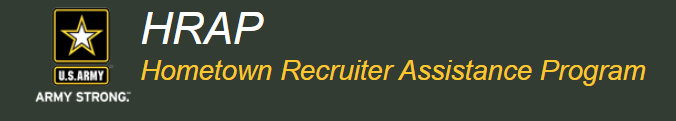 HRAP
Hometown Recruiter Assistance Program
U.S.ARMY
ARMY STRONG.